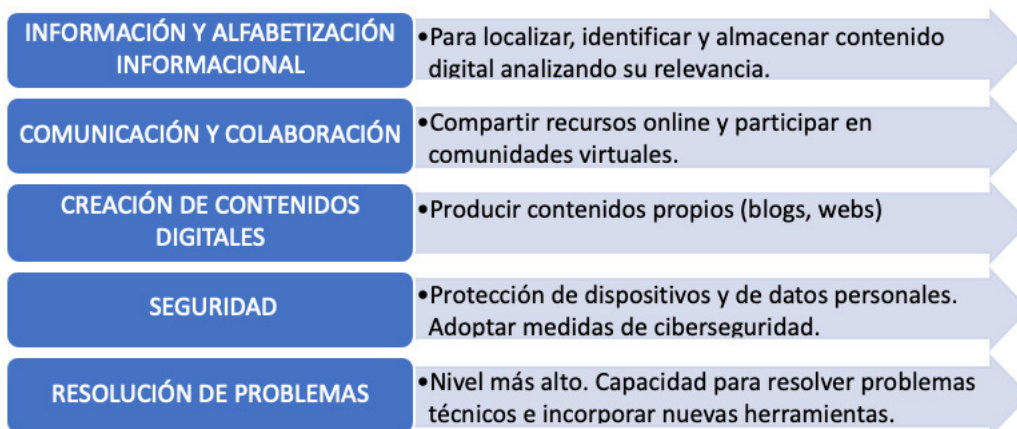 INFORMACIÓN Y ALFABETIZACIÓN
INFORMACIONAL
•Para localizar, identificar y almacenar contenido
digital analizando su relevancia.
COMUNICACIÓN Y COLABORACIÓN
•Compartir recursos online y participar en
comunidades virtuales.
CREACIÓN DE CONTENIDOS
DIGITALES
•Producir contenidos propios (blogs, webs)
SEGURIDAD
•Protección de dispositivos y de datos personales.
Adoptar medidas de ciberseguridad.
RESOLUCIÓN DE PROBLEMAS
•Nivel más alto. Capacidad para resolver problemas
técnicos e incorporar nuevas herramientas.